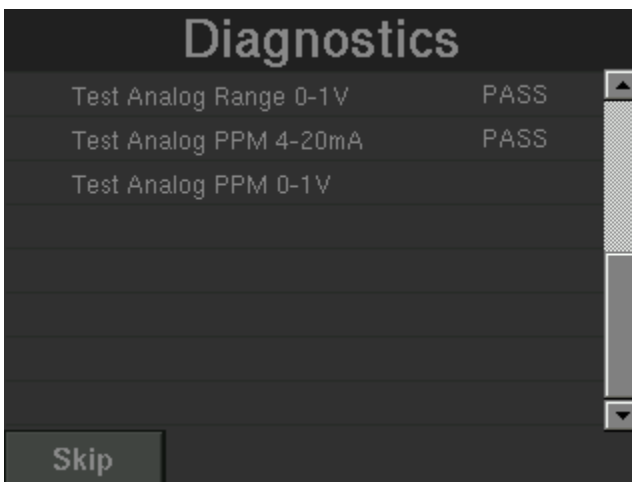 Diagnostics
Test Analog Range 0-1V PASS
Test Analog PPM 4-20mA PASS
Test Analog PPM 0-1V
Skip